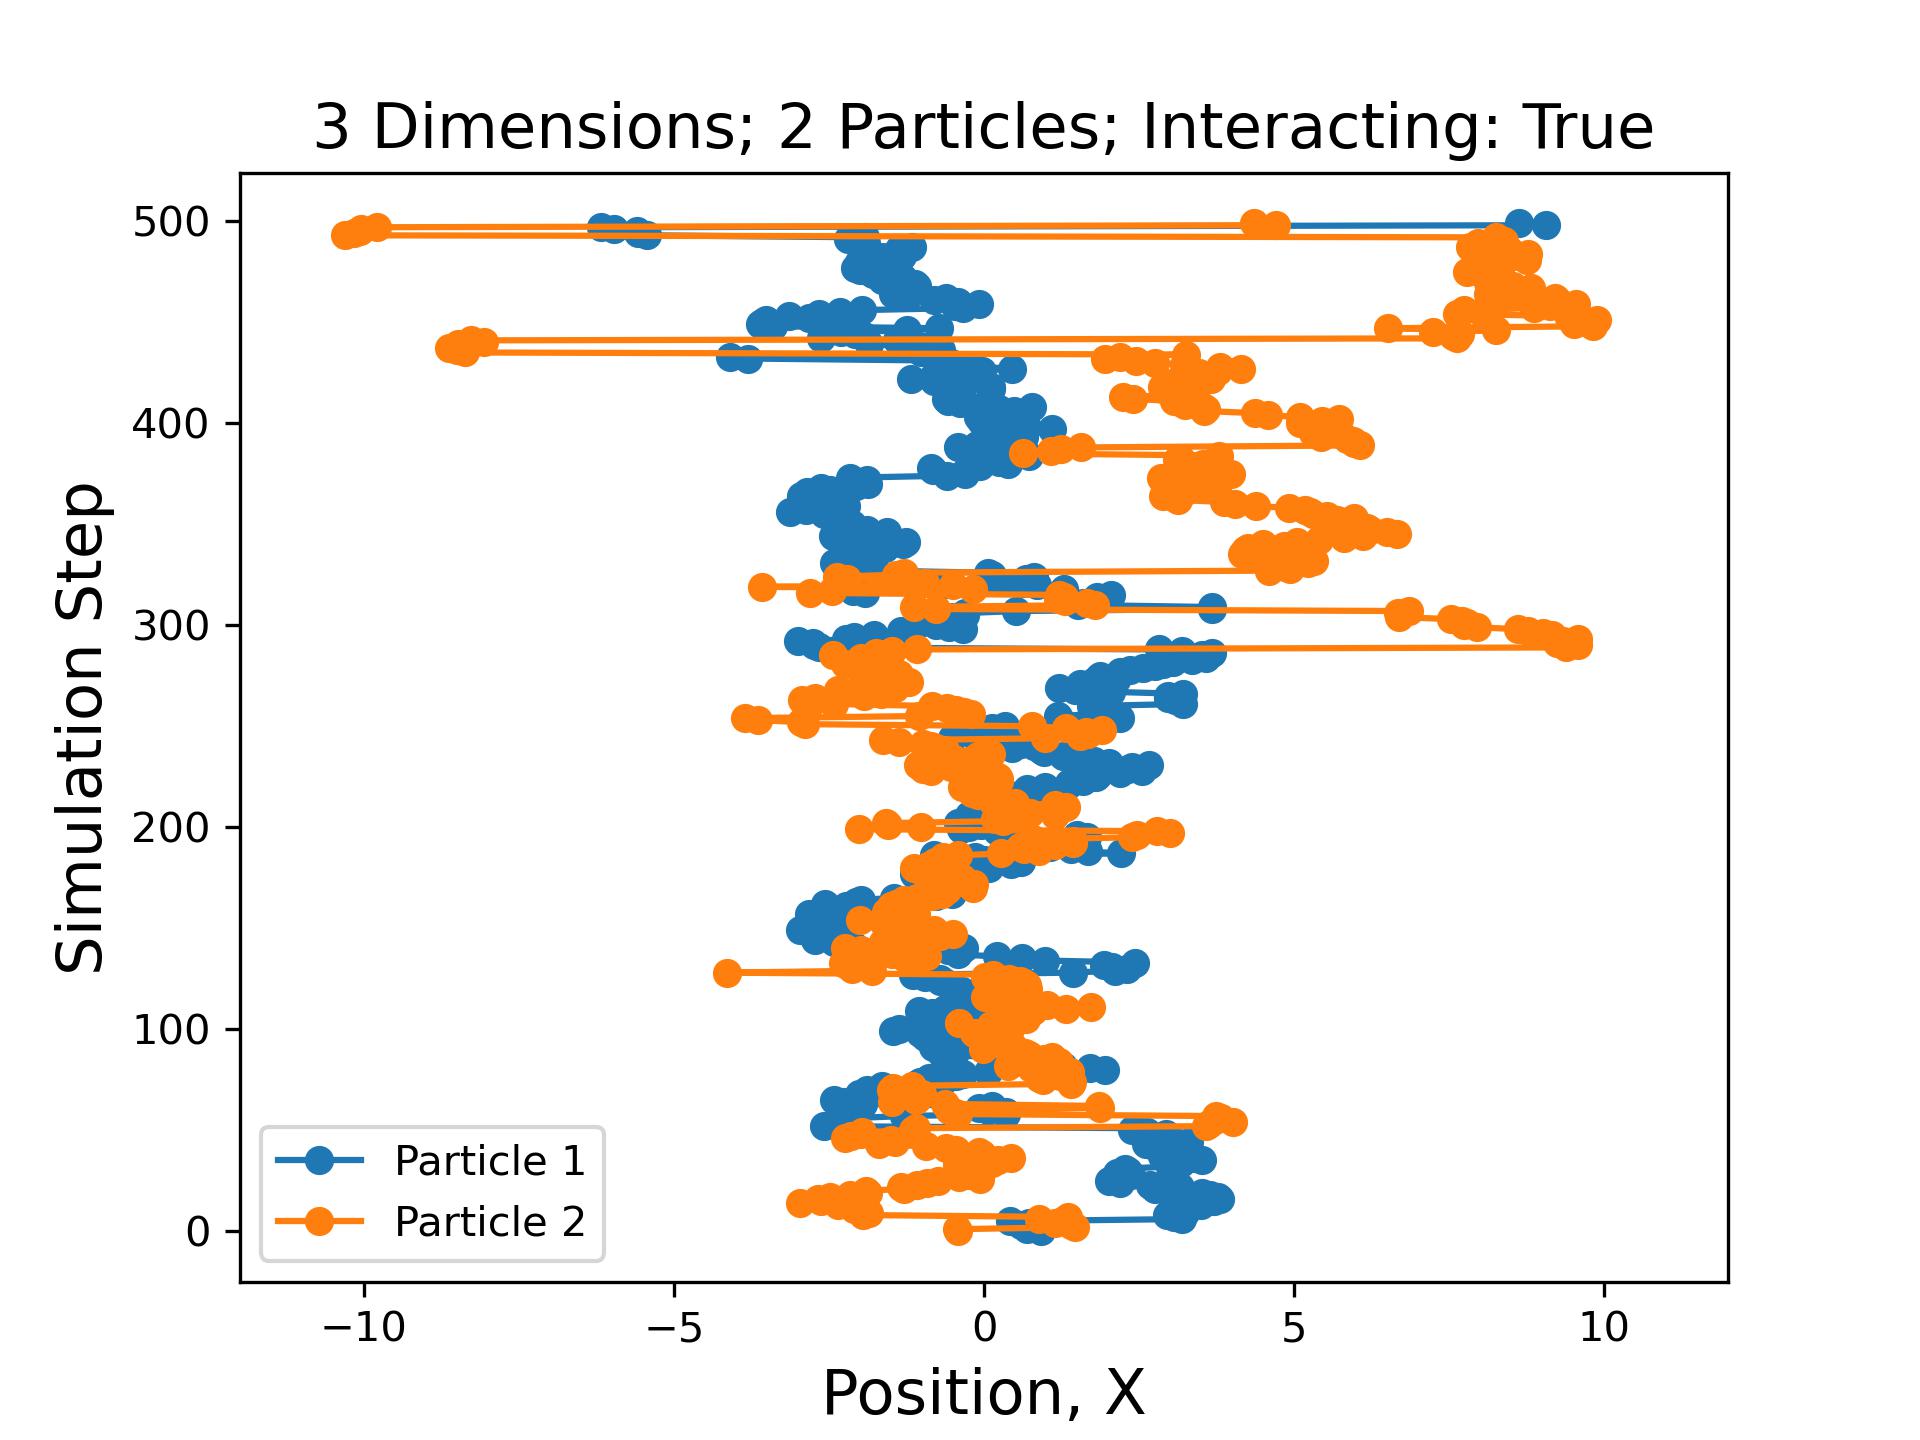 3 Dimensions; 2 Particles; Interacting: True
Simulation Step
500
400
300
200
100
0
Particle 1
Particle 2
−10
−5
0
5
10
Position, X